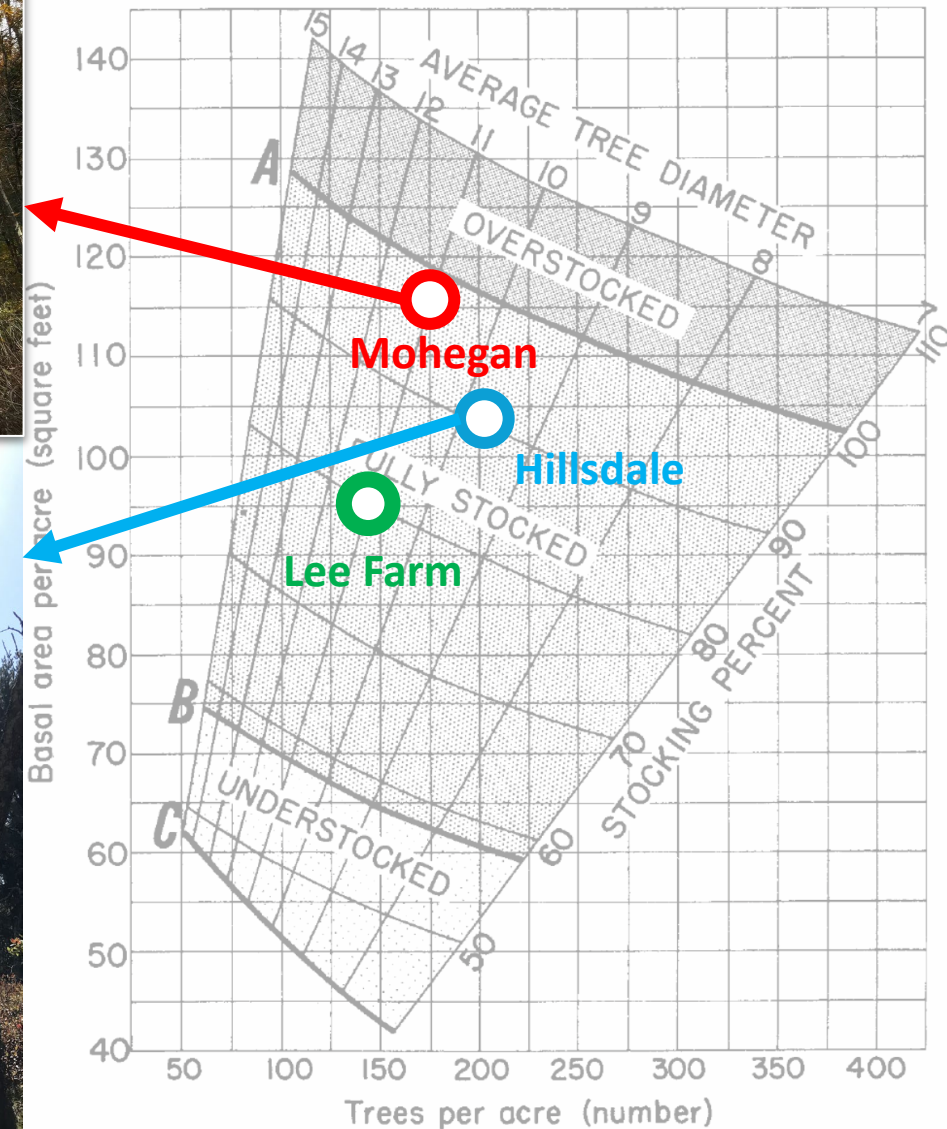 140
130
120
110
100
90
80
70
60
50
40
Basal area per acre (square feet)
15
14
13
12
11
10
9
8
7
AVERAGE TREE DIAMETER
A
OVERSTOCKED
110
Mohegan
100
Hillsdale
FULLY STOCKED
90
Lee Farm
80
STOCKING PERCENT
70
B
UNDERSTOCKED
60
C
50
50
100
150
200
250
300
350
400
Trees per acre (number)